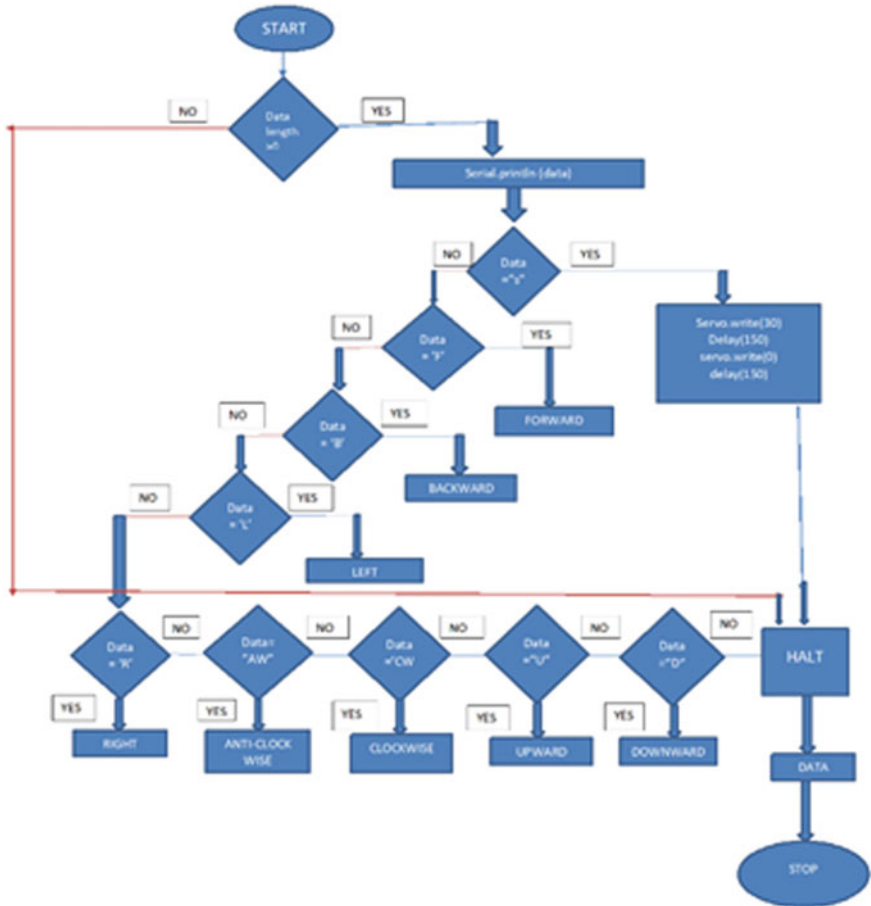 START
NO
YES
Data
length
Serial.println (data)
NO
Data
="s"
YES
NO
Data
= 'F'
YES
Servo.write(30)
Delay(150)
servo.write(0)
delay(150)
FORWARD
NO
Data
= 'B'
YES
BACKWARD
NO
Data
= 'L'
YES
LEFT
Data
= 'R'
NO
Data=
"AW"
NO
Data
='CW
NO
Data
="U"
NO
Data
="D"
NO
HALT
YES
YES
YES
YES
YES
RIGHT
ANTI-CLOCK
WISE
CLOCKWISE
UPWARD
DOWNWARD
DATA
STOP